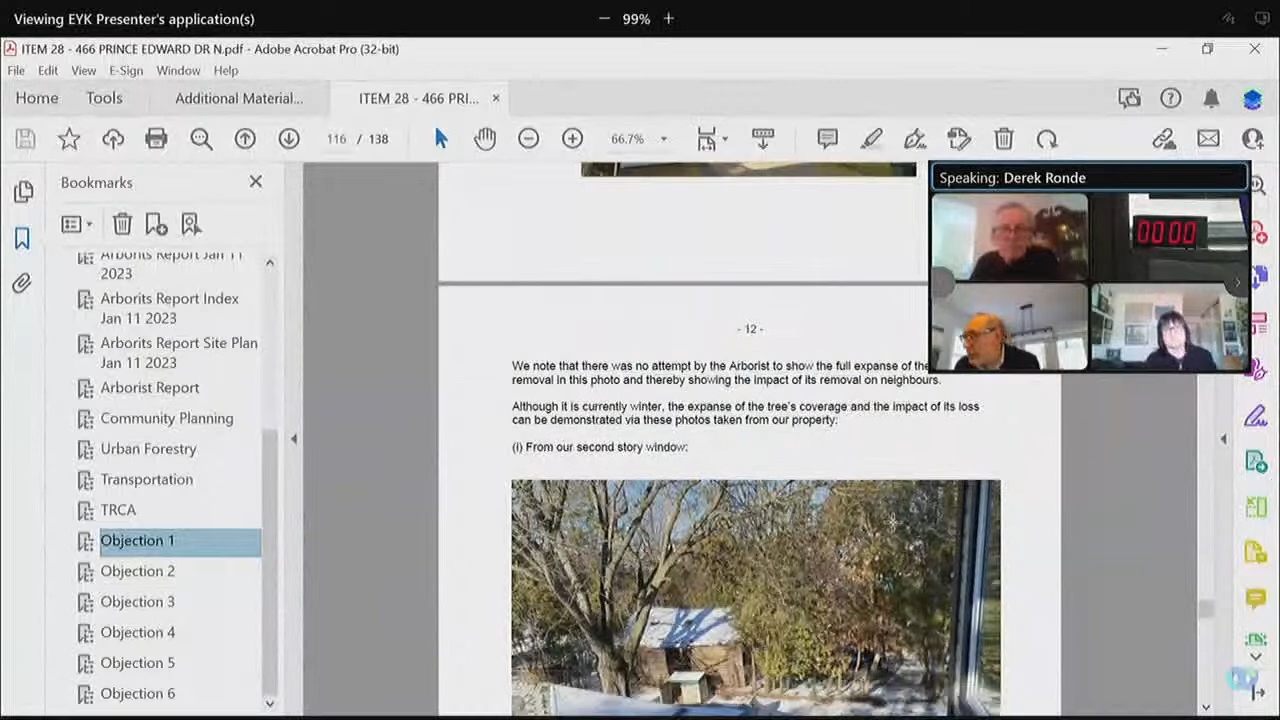 Viewing EYK Presenter's application(s)
99%
ITEM 28 - 466 PRINCE EDWARD DR N.pdf - Adobe Acrobat Pro (32-bit)
File Edit View E-Sign Window Help
Home Tools Additional Material... ITEM 28 - 466 PRI...
116 / 138 66.7%
Bookmarks
Arborits Report Jan 11
2023
Arborits Report Index
Jan 11 2023
Arborits Report Site Plan
Jan 11 2023
Arborist Report
Community Planning
Urban Forestry
Transportation
TRCA
Objection 1
Objection 2
Objection 3
Objection 4
Objection 5
Objection 6
Speaking: Derek Ronde
00 00
- 12 -
We note that there was no attempt by the Arborist to show the full expanse of the
removal in this photo and thereby showing the impact of its removal on neighbours.
Although it is currently winter, the expanse of the tree's coverage and the impact of its loss
can be demonstrated via these photos taken from our property:
(i) From our second story window: